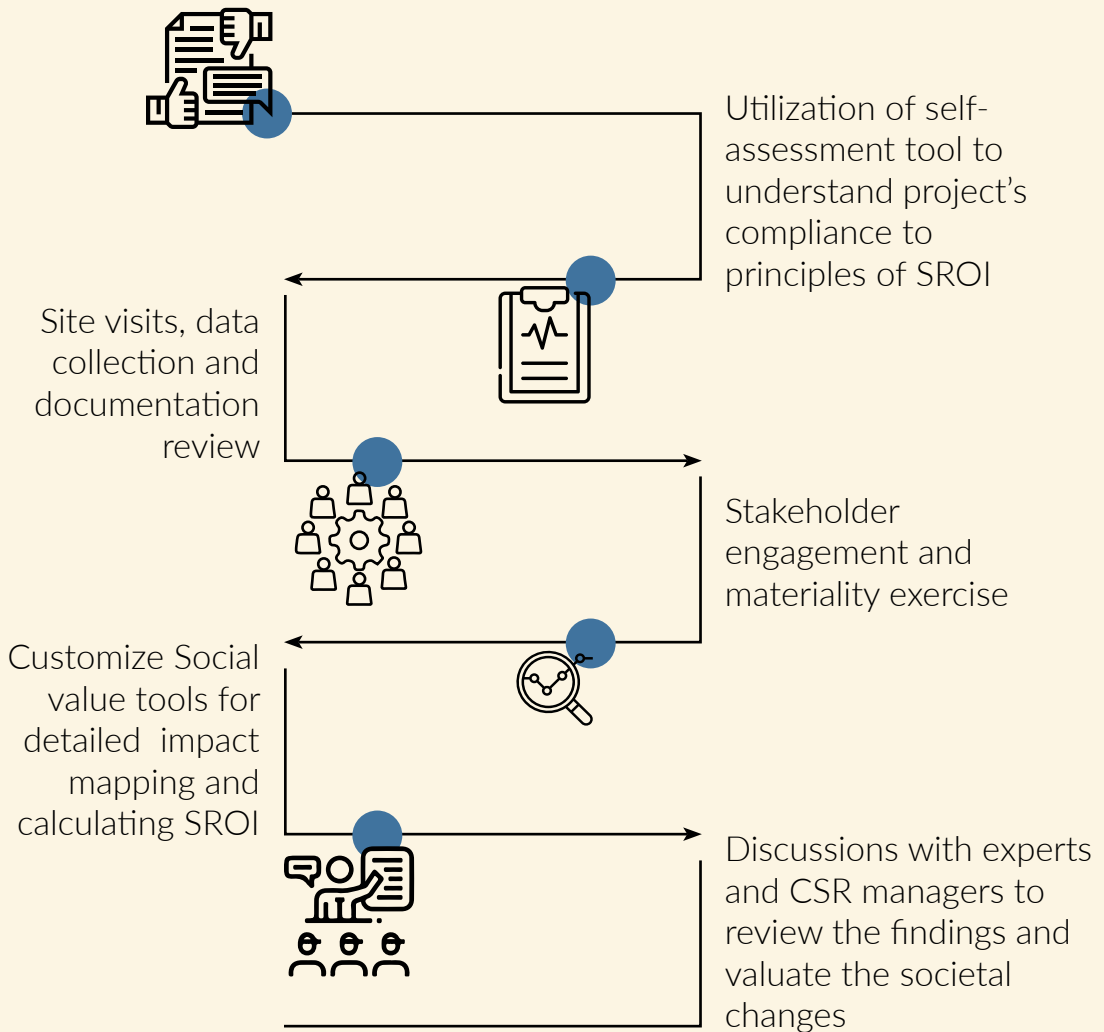 Utilization of self-
assessment tool to
understand project’s
compliance to
principles of SROI
Site visits, data
collection and
documentation
review
Stakeholder
engagement and
materiality exercise
Customize Social
value tools for
detailed  impact
mapping and
calculating SROI
Discussions with experts
and CSR managers to
review the findings and
valuate the societal
changes